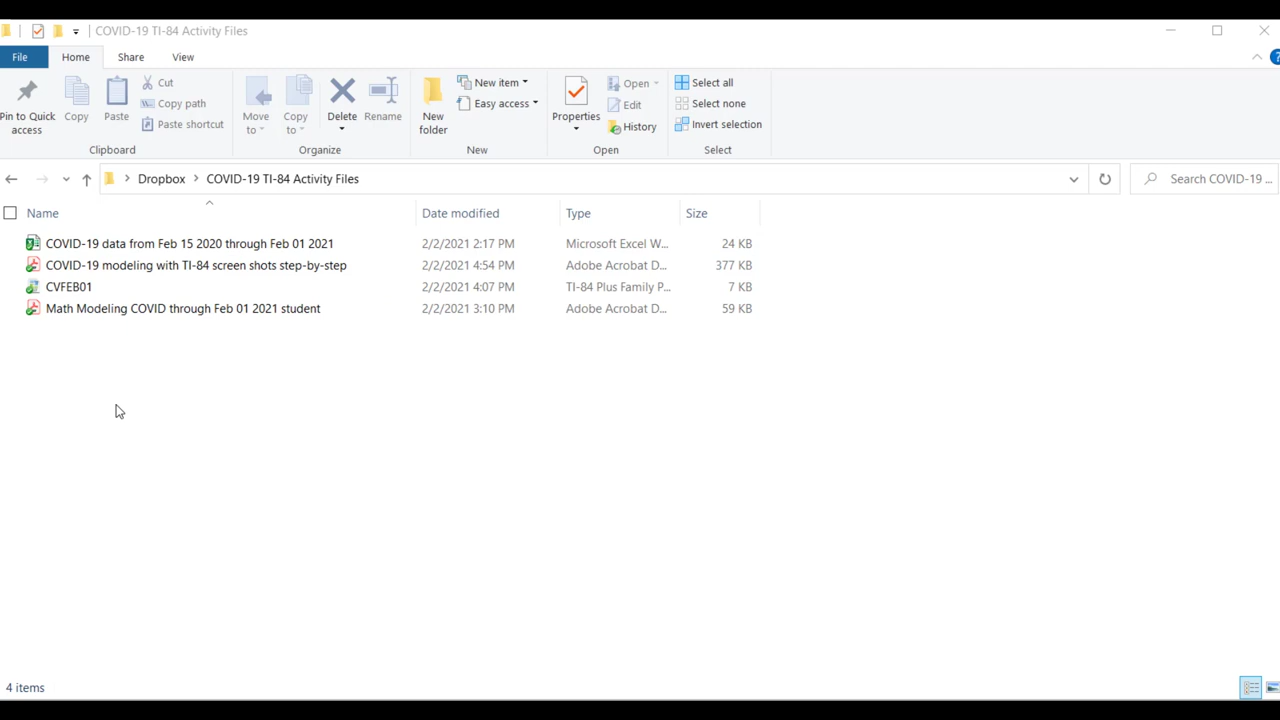 COVID-19 TI-84 Activity Files
File Home Share View
Pin to Quick access
Copy
Paste
Cut
Copy path
Paste shortcut
Clipboard
Move to
Copy to
Delete
Rename
Organize
New folder
New item
Easy access
New
Properties
Open
Edit
History
Open
Select all
Select none
Invert selection
Select
Dropbox COVID-19 TI-84 Activity Files
Search COVID-19 ...
Name Date modified Type Size
COVID-19 data from Feb 15 2020 through Feb 01 2021 2/2/2021 2:17 PM Microsoft Excel W... 24 KB
COVID-19 modeling with TI-84 screen shots step-by-step 2/2/2021 4:54 PM Adobe Acrobat D... 377 KB
CVFEB01 2/2/2021 4:07 PM TI-84 Plus Family P... 7 KB
Math Modeling COVID through Feb 01 2021 student 2/2/2021 3:10 PM Adobe Acrobat D... 59 KB
4 items